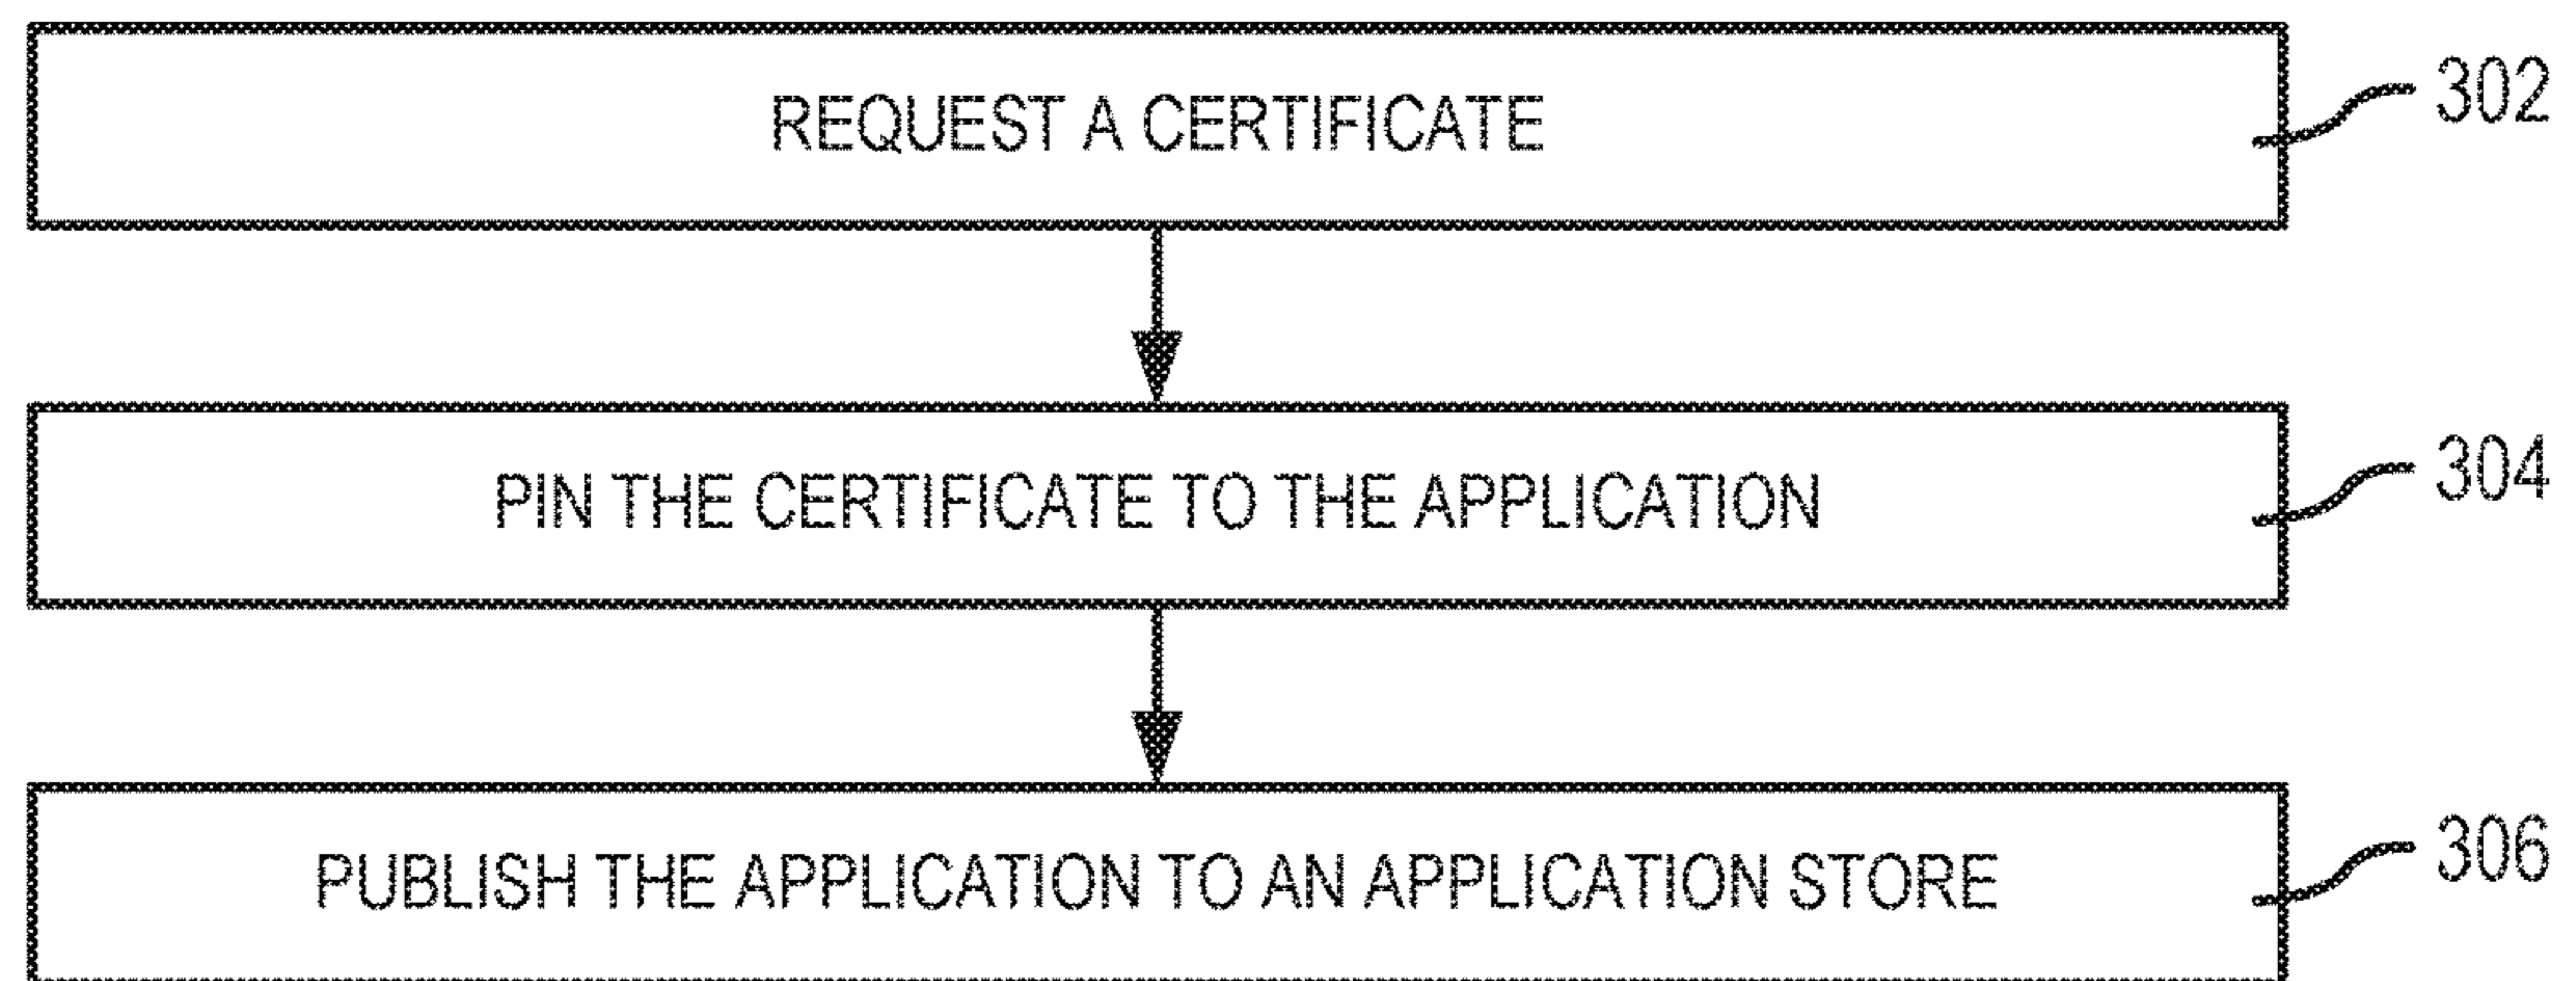 REQUEST A CERTIFICATE
302
PIN THE CERTIFICATE TO THE APPLICATION
304
PUBLISH THE APPLICATION TO AN APPLICATION STORE
306